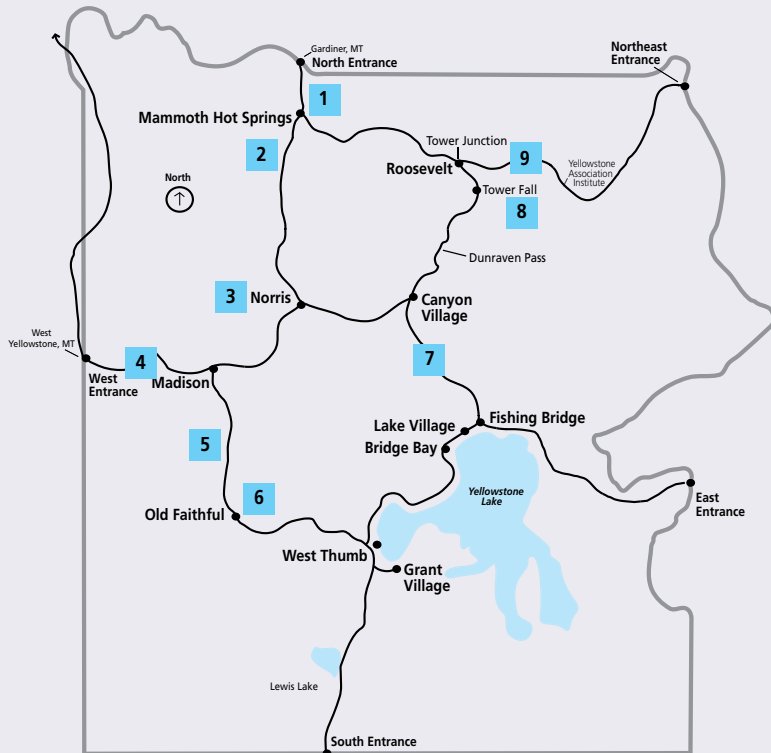 Gardiner, MT
North Entrance
Northeast
Entrance
1
Mammoth Hot Springs
2
Tower Junction
Roosevelt
9
Yellowstone
Association
Institute
North
Tower Fall
8
Dunraven Pass
3
Norris
Canyon
Village
West
Yellowstone, MT
4
West
Entrance
Madison
7
Lake Village
Fishing Bridge
Bridge Bay
5
Yellowstone
Lake
6
Old Faithful
East
Entrance
West Thumb
Grant
Village
Lewis Lake
South Entrance